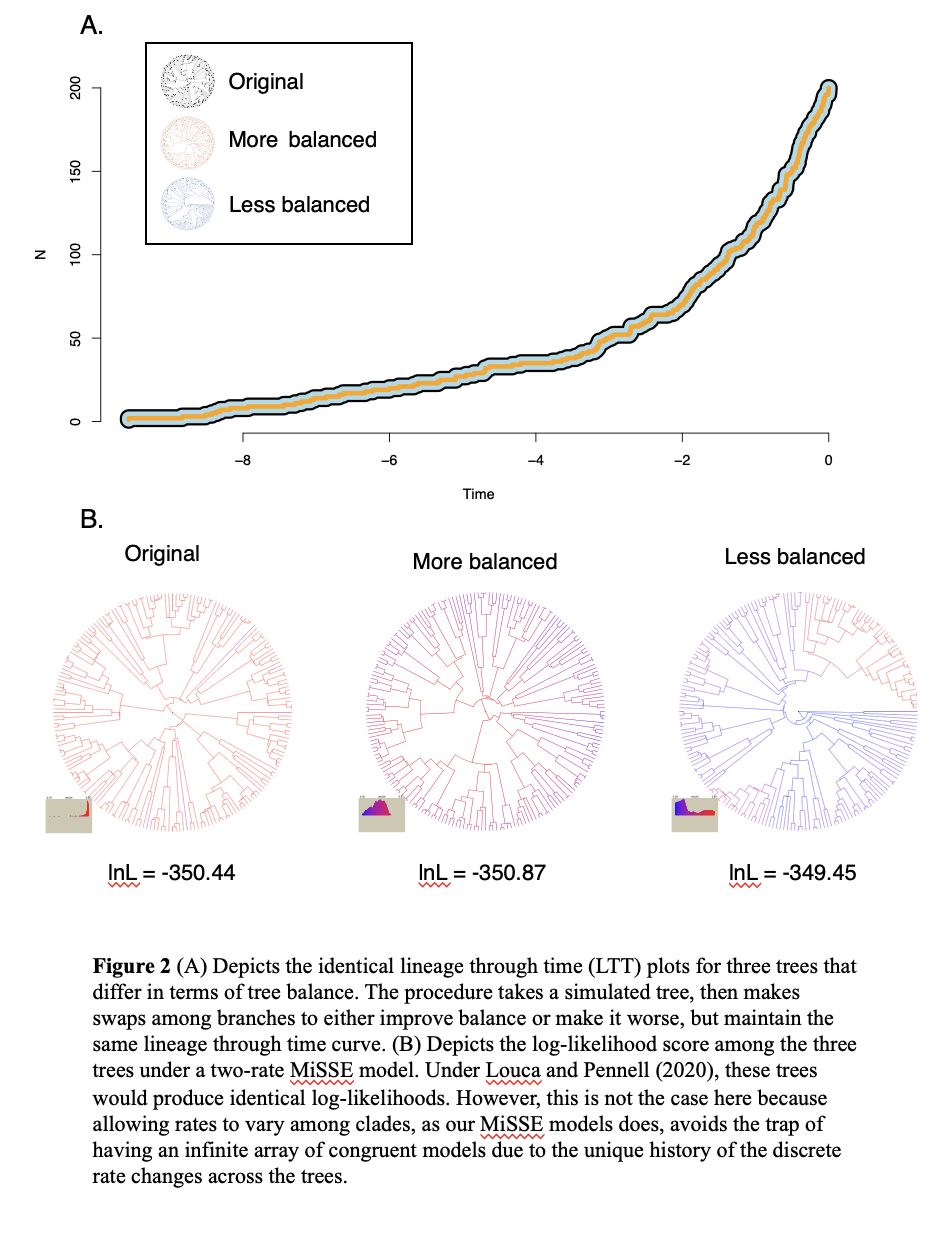 A.
Original
More balanced
Less balanced
N
200
150
100
50
0
-8
-6
-4
-2
0
Time
B.
Original
More balanced
Less balanced
lnL = -350.44
lnL = -350.87
lnL = -349.45
Figure 2 (A) Depicts the identical lineage through time (LTT) plots for three trees that
differ in terms of tree balance. The procedure takes a simulated tree, then makes
swaps among branches to either improve balance or make it worse, but maintain the
same lineage through time curve. (B) Depicts the log-likelihood score among the three
trees under a two-rate MiSSE model. Under Louca and Pennell (2020), these trees
would produce identical log-likelihoods. However, this is not the case here because
allowing rates to vary among clades, as our MiSSE models does, avoids the trap of
having an infinite array of congruent models due to the unique history of the discrete
rate changes across the trees.